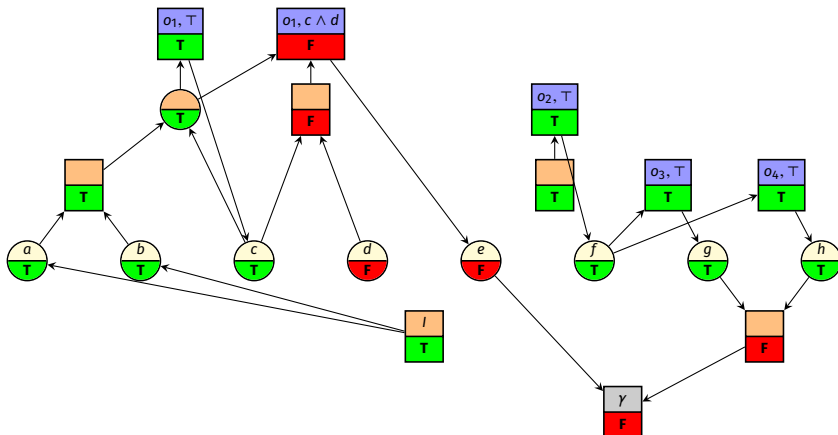 o₁, ⊤
o₁, c ∧ d
T
F
o₂, ⊤
T
T
F
o₃, ⊤
o₄, ⊤
T
T
T
T
a
b
c
d
e
f
g
h
T
T
T
F
F
T
T
T
I
T
F
γ
F